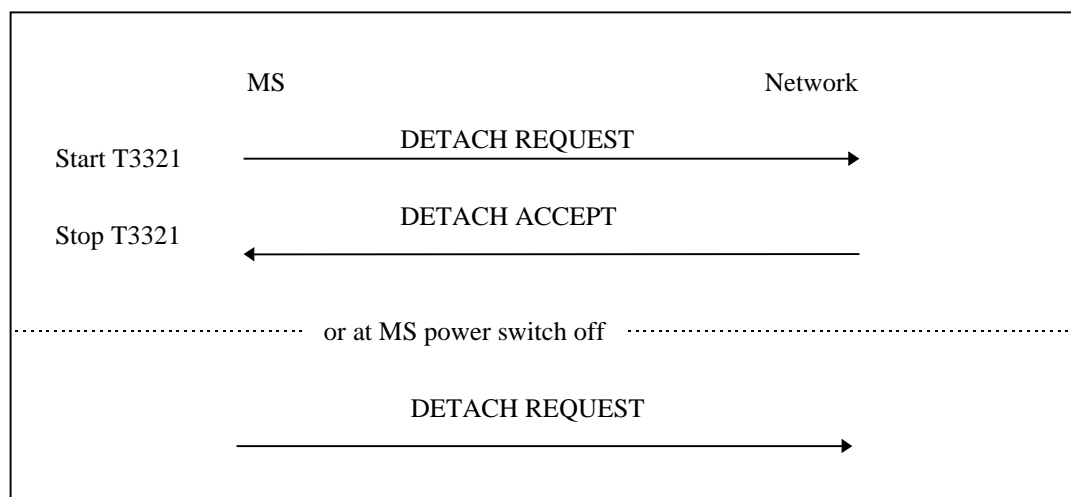 MS Network
DETACH REQUEST
Start T3321
DETACH ACCEPT
Stop T3321
or at MS power switch off
DETACH REQUEST